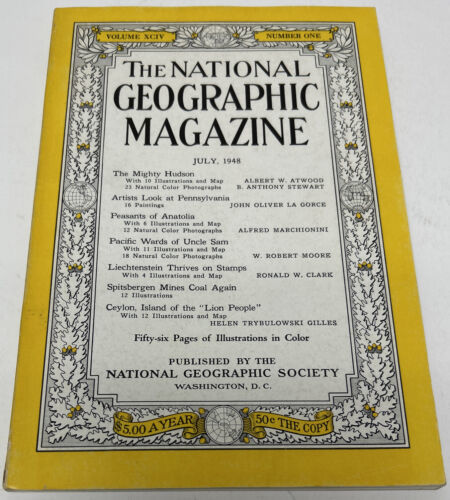 VOLUME XCIV NUMBER ONE
THE NATIONAL
GEOGRAPHIC
MAGAZINE
JULY, 1948
The Mighty Hudson
With 10 Illustrations and Map ALBERT W. ATWOOD
23 Natural Color Photographs B. ANTHONY STEWART
Artists Look at Pennsylvania
16 Paintings JOHN OLIVER LA GORCE
Peasants of Anatolia
With 6 Illustrations and Map
12 Natural Color Photographs ALFRED MARCHIONINI
Pacific Wards of Uncle Sam
With 11 Illustrations and Map
18 Natural Color Photographs W. ROBERT MOORE
Liechtenstein Thrives on Stamps
With 4 Illustrations and Map RONALD W. CLARK
Spitsbergen Mines Coal Again
12 Illustrations
Ceylon, Island of the "Lion People"
With 12 Illustrations and Map
HELEN TRYBULOWSKI GILLES
Fifty-six Pages of Illustrations in Color
PUBLISHED BY THE
NATIONAL GEOGRAPHIC SOCIETY
WASHINGTON, D. C.
$5.00 A YEAR 50¢ THE COPY